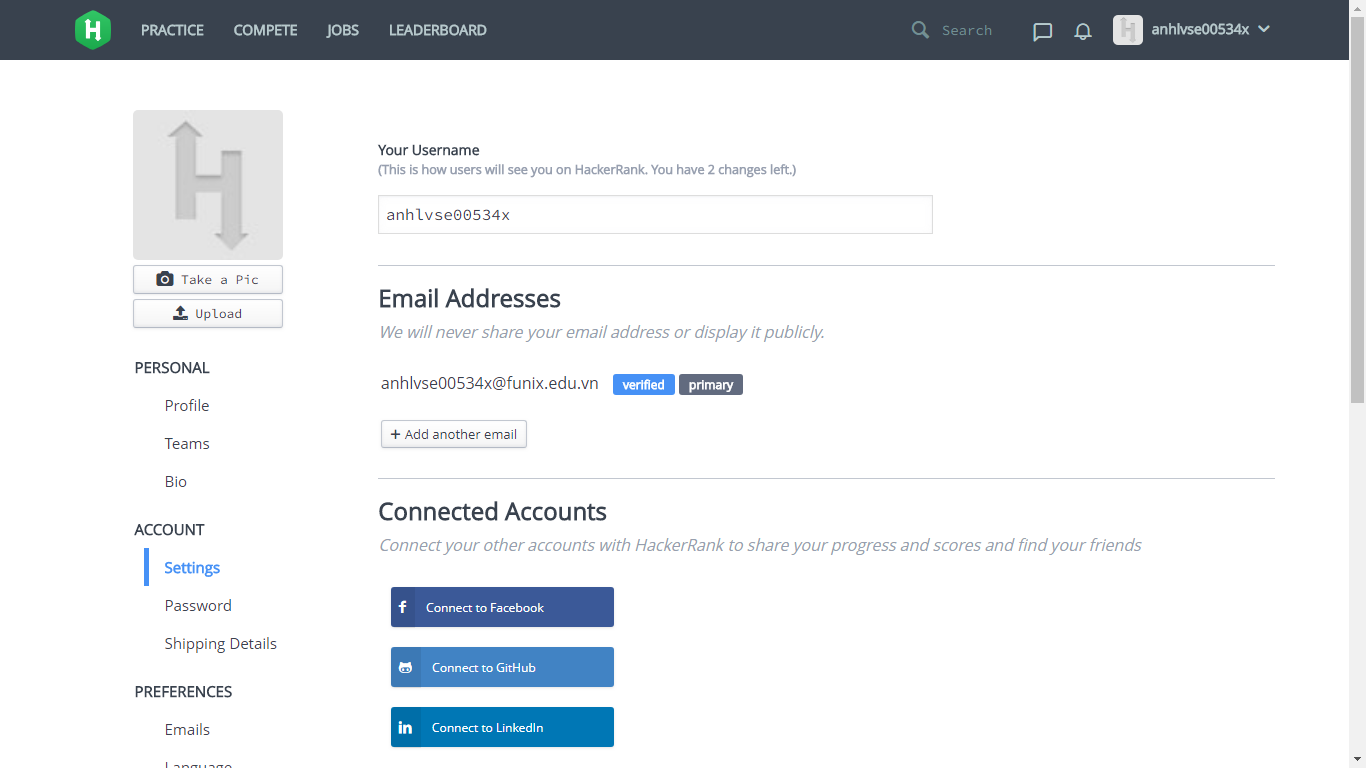 PRACTICE COMPETE JOBS LEADERBOARD Search anhlvse00534x
Take a Pic
Upload
PERSONAL
Profile
Teams
Bio
ACCOUNT
Settings
Password
Shipping Details
PREFERENCES
Emails
Language
Your Username
(This is how users will see you on HackerRank. You have 2 changes left.)
anhlvse00534x
Email Addresses
We will never share your email address or display it publicly.
anhlvse00534x@funix.edu.vn verified primary
+ Add another email
Connected Accounts
Connect your other accounts with HackerRank to share your progress and scores and find your friends
Connect to Facebook
Connect to GitHub
Connect to LinkedIn